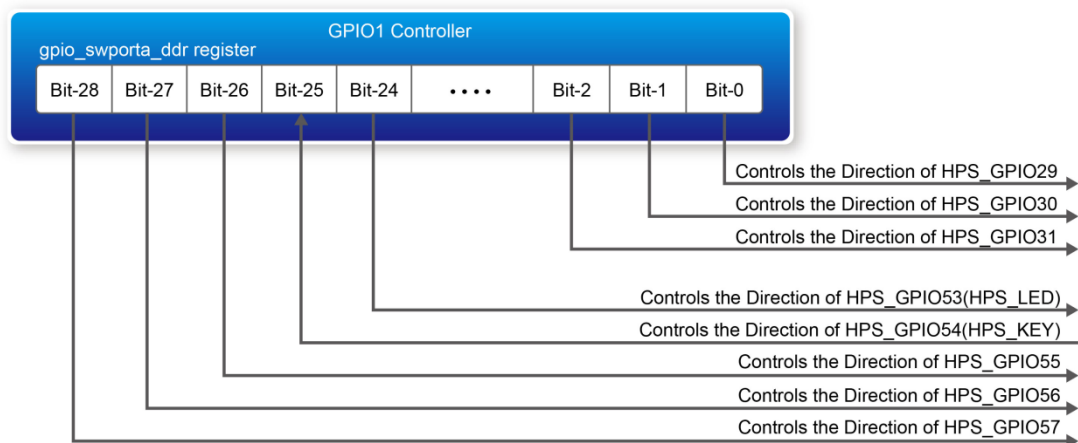 GPIO1 Controller
gpio_swporta_ddr register
Bit-28 Bit-27 Bit-26 Bit-25 Bit-24 • • • • Bit-2 Bit-1 Bit-0
Controls the Direction of HPS_GPIO29
Controls the Direction of HPS_GPIO30
Controls the Direction of HPS_GPIO31
Controls the Direction of HPS_GPIO53(HPS_LED)
Controls the Direction of HPS_GPIO54(HPS_KEY)
Controls the Direction of HPS_GPIO55
Controls the Direction of HPS_GPIO56
Controls the Direction of HPS_GPIO57